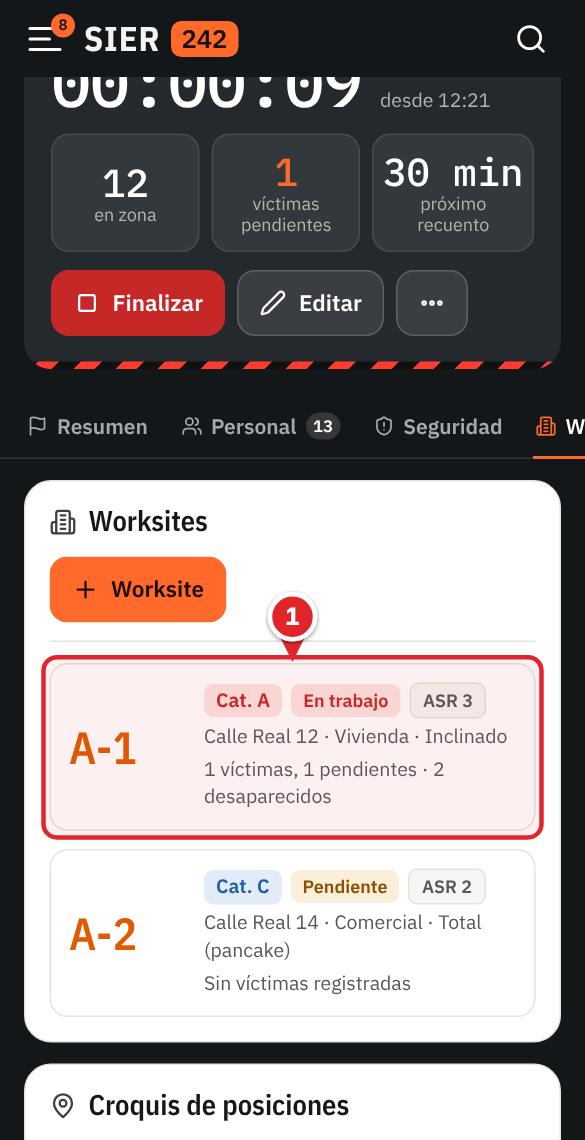 8
SIER 242
00:00:09 desde 12:21
12
en zona
1
víctimas
pendientes
30 min
próximo
recuento
Finalizar
Editar
Resumen
Personal 13
Seguridad
W
Worksites
+ Worksite
1
A-1
Cat. A En trabajo ASR 3
Calle Real 12 · Vivienda · Inclinado
1 víctimas, 1 pendientes · 2
desaparecidos
A-2
Cat. C Pendiente ASR 2
Calle Real 14 · Comercial · Total
(pancake)
Sin víctimas registradas
Croquis de posiciones